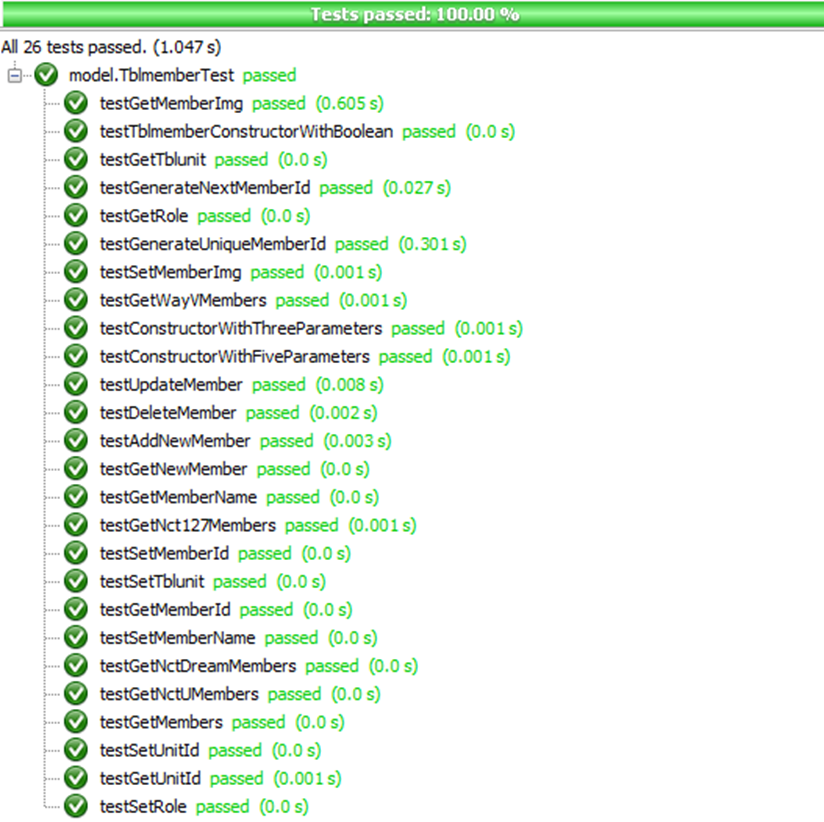 Tests passed: 100.00 %
All 26 tests passed. (1.047 s)
model.TblmemberTest passed
testGetMemberImg passed (0.605 s)
testTblmemberConstructorWithBoolean passed (0.0 s)
testGetTblunit passed (0.0 s)
testGenerateNextMemberId passed (0.027 s)
testGetRole passed (0.0 s)
testGenerateUniqueMemberId passed (0.301 s)
testSetMemberImg passed (0.001 s)
testGetWayVMembers passed (0.001 s)
testConstructorWithThreeParameters passed (0.001 s)
testConstructorWithFiveParameters passed (0.001 s)
testUpdateMember passed (0.008 s)
testDeleteMember passed (0.002 s)
testAddNewMember passed (0.003 s)
testGetNewMember passed (0.0 s)
testGetMemberName passed (0.0 s)
testGetNct127Members passed (0.001 s)
testSetMemberId passed (0.0 s)
testSetTblunit passed (0.0 s)
testGetMemberId passed (0.0 s)
testSetMemberName passed (0.0 s)
testGetNctDreamMembers passed (0.0 s)
testGetNctUMembers passed (0.0 s)
testGetMembers passed (0.0 s)
testSetUnitId passed (0.0 s)
testGetUnitId passed (0.001 s)
testSetRole passed (0.0 s)